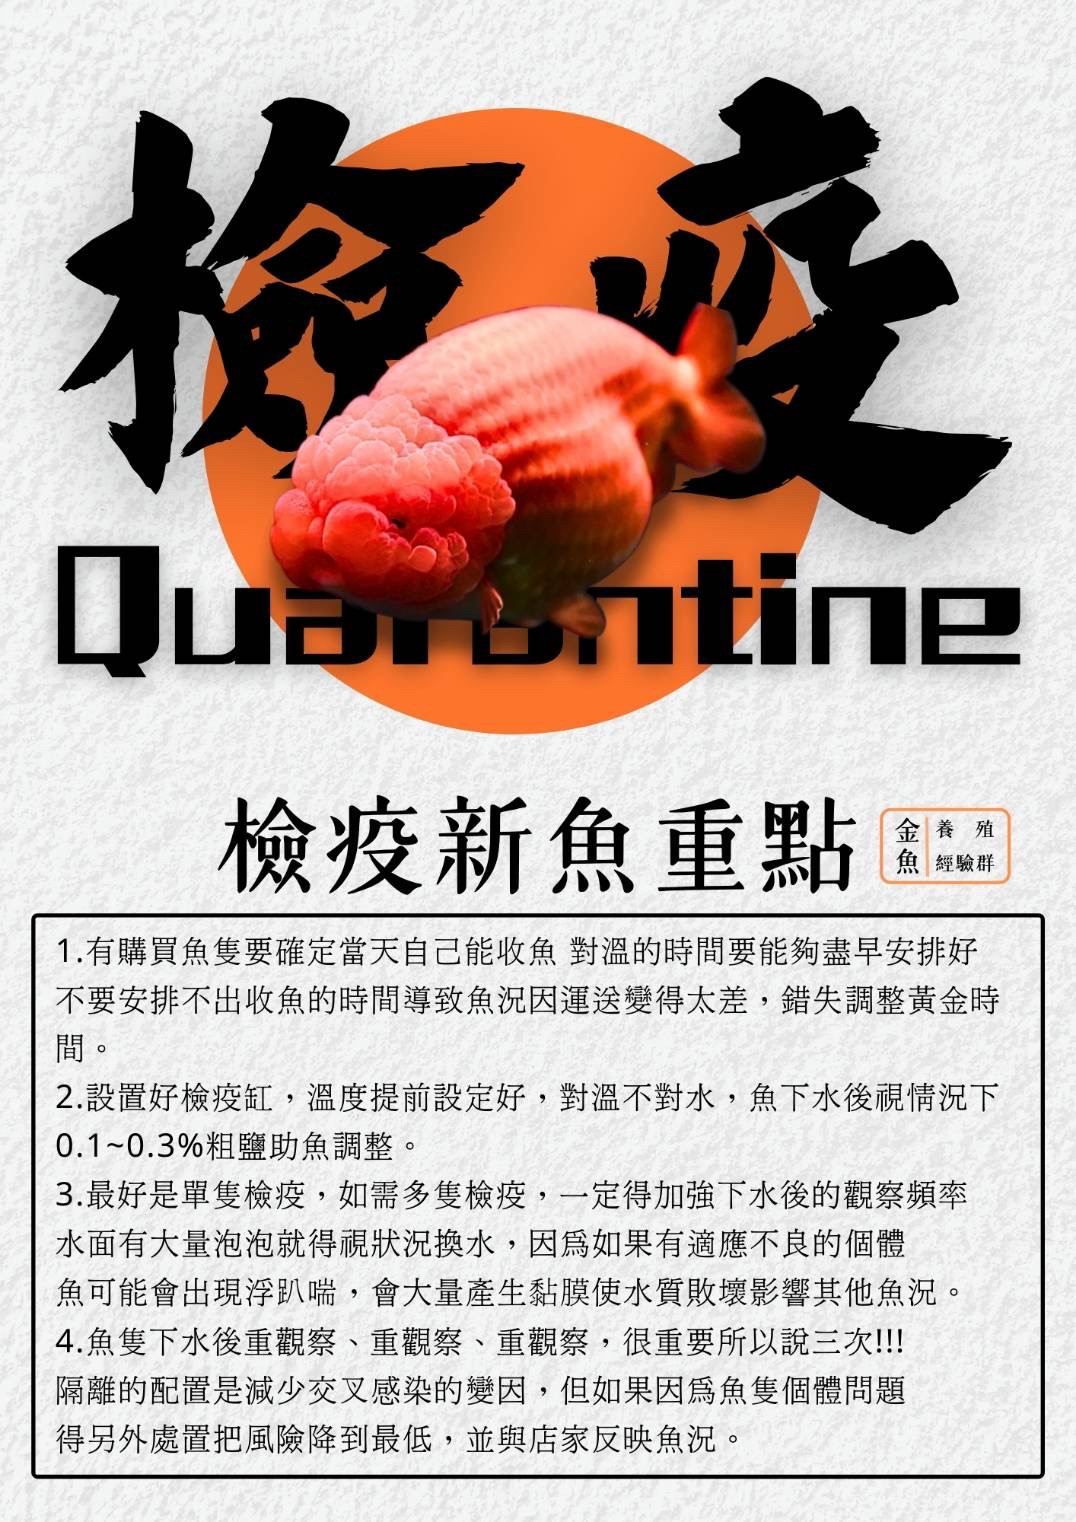 檢疫
Quarantine
檢疫新魚重點
金魚
養殖
經驗群
1.有購買魚隻要確定當天自己能收魚 對溫的時間要能夠盡早安排好
不要安排不出收魚的時間導致魚況因運送變得太差，錯失調整黃金時
間。
2.設置好檢疫缸，溫度提前設定好，對溫不對水，魚下水後視情況下
0.1~0.3%粗鹽助魚調整。
3.最好是單隻檢疫，如需多隻檢疫，一定得加強下水後的觀察頻率
水面有大量泡泡就得視狀況換水，因為如果有適應不良的個體
魚可能會出現浮趴喘，會大量產生黏膜使水質敗壞影響其他魚況。
4.魚隻下水後重觀察、重觀察、重觀察，很重要所以說三次!!!
隔離的配置是減少交叉感染的變因，但如果因為魚隻個體問題
得另外處置把風險降到最低，並與店家反映魚況。